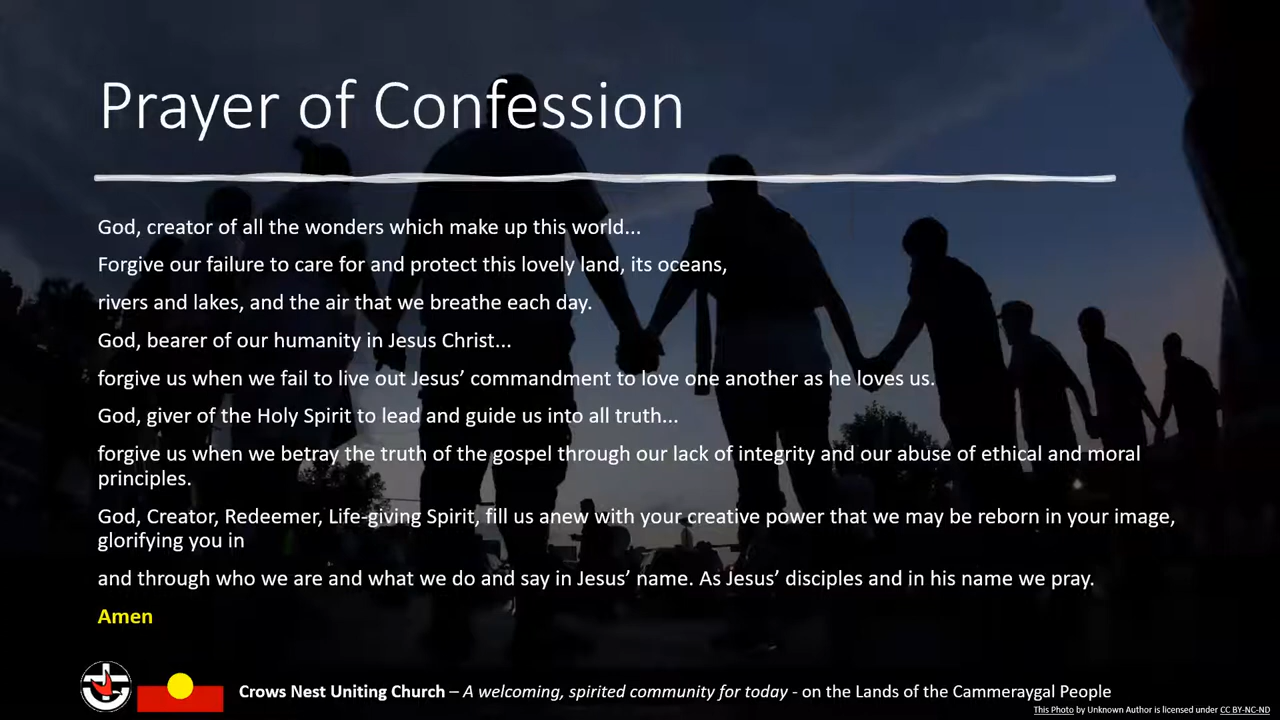 Prayer of Confession
God, creator of all the wonders which make up this world...
Forgive our failure to care for and protect this lovely land, its oceans,
rivers and lakes, and the air that we breathe each day.
God, bearer of our humanity in Jesus Christ...
forgive us when we fail to live out Jesus’ commandment to love one another as he loves us.
God, giver of the Holy Spirit to lead and guide us into all truth...
forgive us when we betray the truth of the gospel through our lack of integrity and our abuse of ethical and moral
principles.
God, Creator, Redeemer, Life-giving Spirit, fill us anew with your creative power that we may be reborn in your image,
glorifying you in
and through who we are and what we do and say in Jesus’ name. As Jesus’ disciples and in his name we pray.
Amen
Crows Nest Uniting Church – A welcoming, spirited community for today - on the Lands of the Cammeraygal People
This Photo by Unknown Author is licensed under CC BY-NC-ND